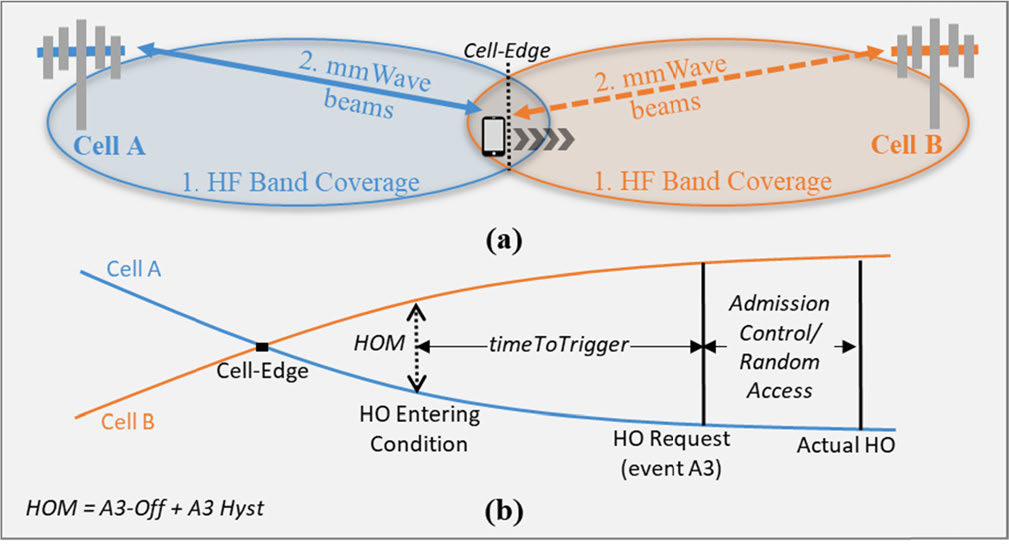 Cell-Edge
2. mmWave
beams
2. mmWave
beams
Cell A
Cell B
1. HF Band Coverage
1. HF Band Coverage
(a)
Cell A
Cell B
Cell-Edge
HOM
timeToTrigger
Admission
Control/
Random
Access
HO Entering
Condition
HO Request
(event A3)
Actual HO
HOM = A3-Off + A3 Hyst
(b)